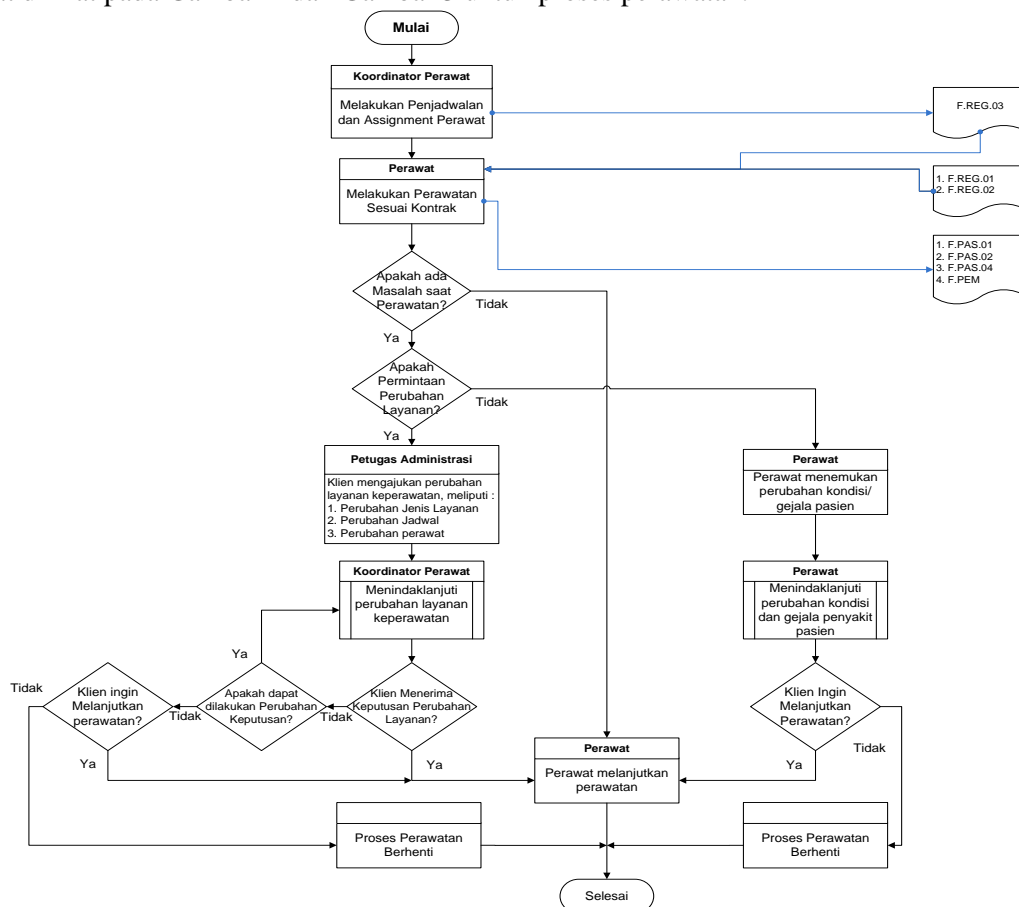 Mulai
Koordinator Perawat
Melakukan Penjadwalan
dan Assignment Perawat
F.REG.03
Perawat
Melakukan Perawatan
Sesuai Kontrak
1. F.REG.01
2. F.REG.02
1. F.PAS.01
2. F.PAS.02
3. F.PAS.04
4. F.PEM
Apakah ada
Masalah saat
Perawatan?
Tidak
Ya
Apakah
Permintaan
Perubahan
Layanan?
Tidak
Ya
Petugas Administrasi
Klien mengajukan perubahan
layanan keperawatan, meliputi :
1. Perubahan Jenis Layanan
2. Perubahan Jadwal
3. Perubahan perawat
Perawat
Perawat menemukan
perubahan kondisi/
gejala pasien
Koordinator Perawat
Menindaklanjuti
perubahan layanan
keperawatan
Perawat
Menindaklanjuti
perubahan kondisi
dan gejala penyakit
pasien
Ya
Tidak
Klien ingin
Melanjutkan
perawatan?
Tidak
Apakah dapat
dilakukan Perubahan
Keputusan?
Tidak
Klien Menerima
Keputusan Perubahan
Layanan?
Klien Ingin
Melanjutkan
Perawatan?
Tidak
Ya
Ya
Ya
Perawat
Perawat melanjutkan
perawatan
Proses Perawatan
Berhenti
Proses Perawatan
Berhenti
Selesai